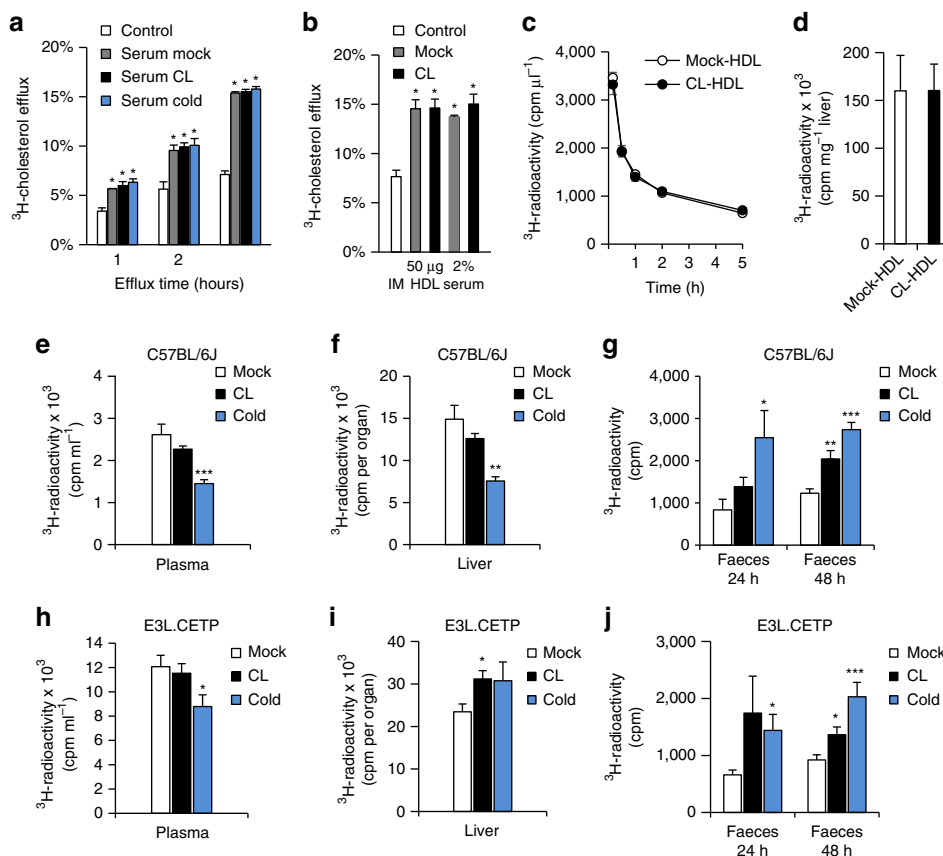 a
Control
Serum mock
Serum CL
Serum cold
20%
15%
10%
5%
0%
³H-cholesterol efflux
* * *
* * *
* * *
1 2
Efflux time (hours)
b
Control
Mock
CL
20%
15%
10%
5%
0%
³H-cholesterol efflux
* * * *
50 μg 2%
IM HDL serum
c
Mock-HDL
CL-HDL
4,000
3,000
2,000
1,000
0
³H-radioactivity (cpm μl⁻¹)
1 2 3 4 5
Time (h)
d
200
150
100
50
0
³H-radioactivity x 10³
(cpm mg⁻¹ liver)
Mock-HDL
CL-HDL
e
C57BL/6J
Mock
CL
Cold
4
3
2
1
0
³H-radioactivity x 10³
(cpm ml⁻¹)
***
Plasma
f
C57BL/6J
Mock
CL
Cold
20
15
10
5
0
³H-radioactivity x 10³
(cpm per organ)
**
Liver
g
C57BL/6J
Mock
CL
Cold
4,000
3,000
2,000
1,000
0
³H-radioactivity
(cpm)
*
** ***
Faeces Faeces
24 h 48 h
h
E3L.CETP
Mock
CL
Cold
14
12
10
8
6
4
2
0
³H-radioactivity x 10³
(cpm ml⁻¹)
*
Plasma
i
E3L.CETP
Mock
CL
Cold
40
30
20
10
0
³H-radioactivity x 10³
(cpm per organ)
*
Liver
j
E3L.CETP
Mock
CL
Cold
3,000
2,000
1,000
0
³H-radioactivity
(cpm)
*
* ***
Faeces Faeces
24 h 48 h